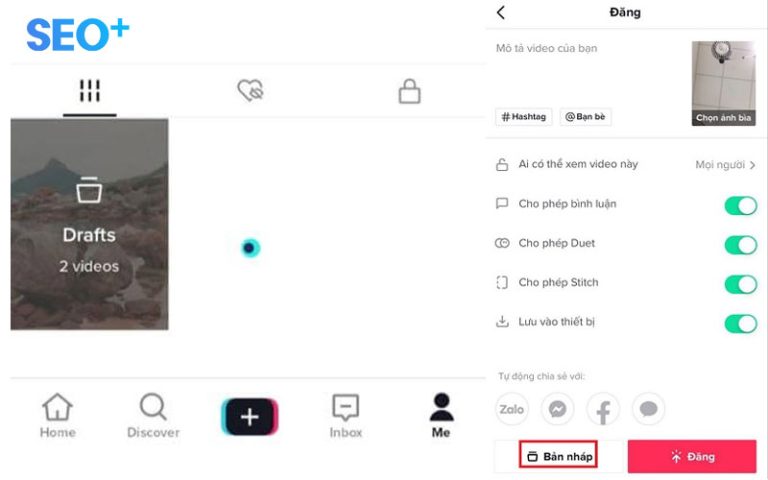 SEO+
Drafts
2 videos
Home
Discover
Inbox
Me
Đăng
Mô tả video của bạn
# Hashtag
@ Bạn bè
Chọn ảnh bìa
Ai có thể xem video này
Mọi người >
Cho phép bình luận
Cho phép Duet
Cho phép Stitch
Lưu vào thiết bị
Tự động chia sẻ với:
Zalo
Bản nháp
Đăng